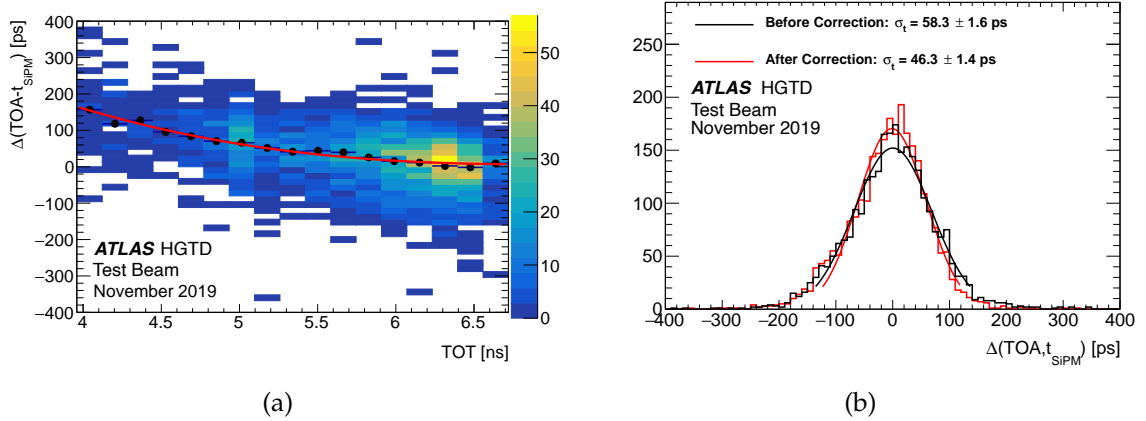 Δ(TOA-t_SiPM) [ps]
400
300
200
100
0
−100
−200
−300
−400
4
4.5
5
5.5
6
6.5
TOT [ns]
50
40
30
20
10
0
ATLAS HGTD
Test Beam
November 2019
(a)
Before Correction: σ_t = 58.3 ± 1.6 ps
After Correction: σ_t = 46.3 ± 1.4 ps
ATLAS HGTD
Test Beam
November 2019
250
200
150
100
50
0
−400
−300
−200
−100
0
100
200
300
400
Δ(TOA,t_SiPM) [ps]
(b)